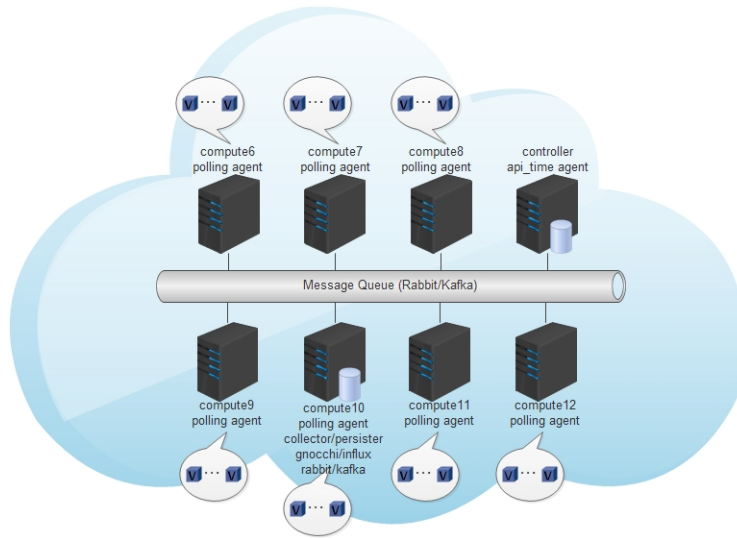 V ... V
V ... V
V ... V
compute6
polling agent
compute7
polling agent
compute8
polling agent
controller
api_time agent
Message Queue (Rabbit/Kafka)
compute9
polling agent
compute10
polling agent
collector/persister
gnocchi/influx
rabbit/kafka
compute11
polling agent
compute12
polling agent
V ... V
V ... V
V ... V
V ... V